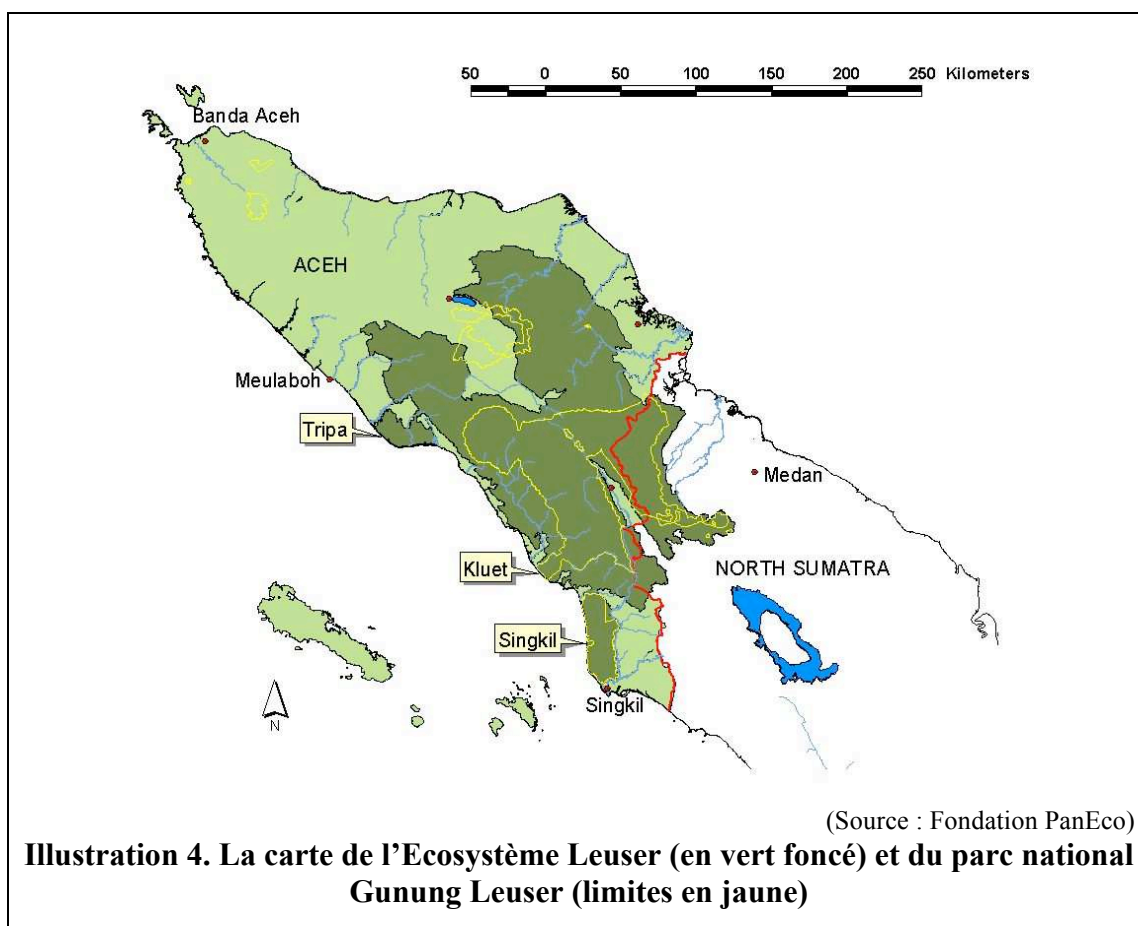 50 0 50 100 150 200 250 Kilometers
Banda Aceh
ACEH
Meulaboh
Tripa
Medan
Kluet
NORTH SUMATRA
Singkil
N
Singkil
(Source : Fondation PanEco)
Illustration 4. La carte de l’Ecosystème Leuser (en vert foncé) et du parc national
Gunung Leuser (limites en jaune)